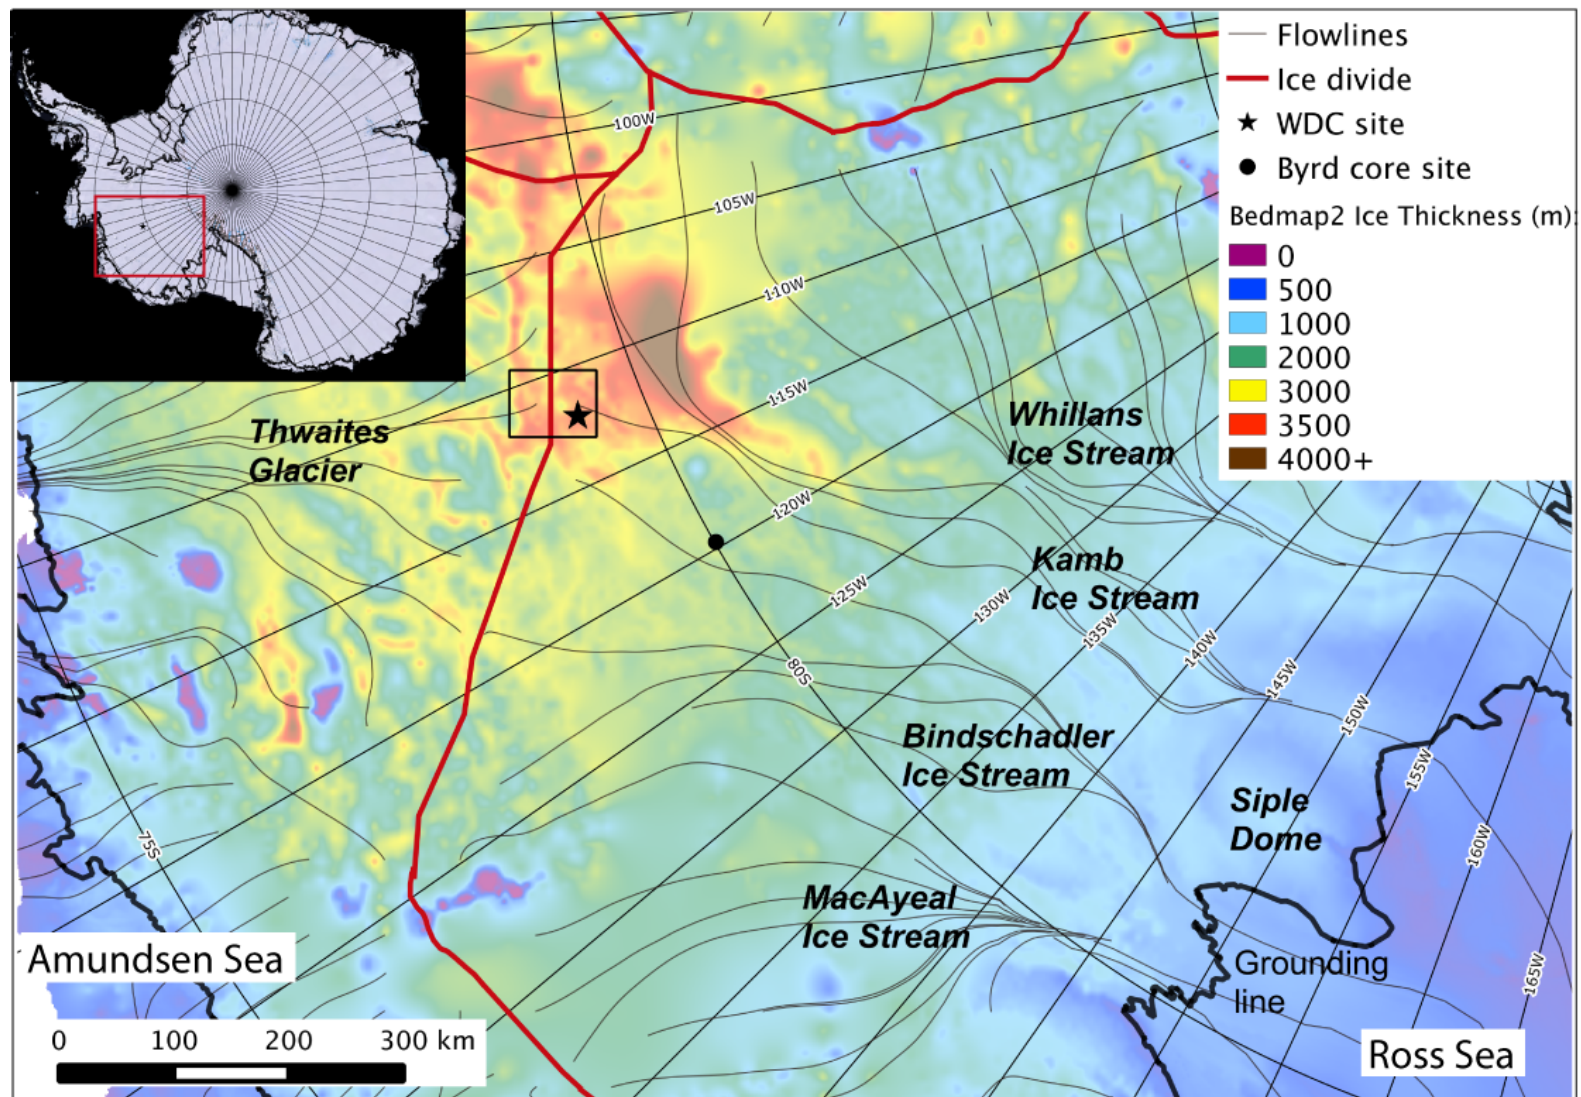 Flowlines
Ice divide
WDC site
Byrd core site
Bedmap2 Ice Thickness (m):
0
500
1000
2000
3000
3500
4000+
100W
105W
110W
115W
120W
125W
130W
135W
140W
145W
150W
155W
160W
165W
80S
75S
Thwaites
Glacier
Whillans
Ice Stream
Kamb
Ice Stream
Bindschadler
Ice Stream
Siple
Dome
MacAyeal
Ice Stream
Grounding
line
Amundsen Sea
Ross Sea
0 100 200 300 km